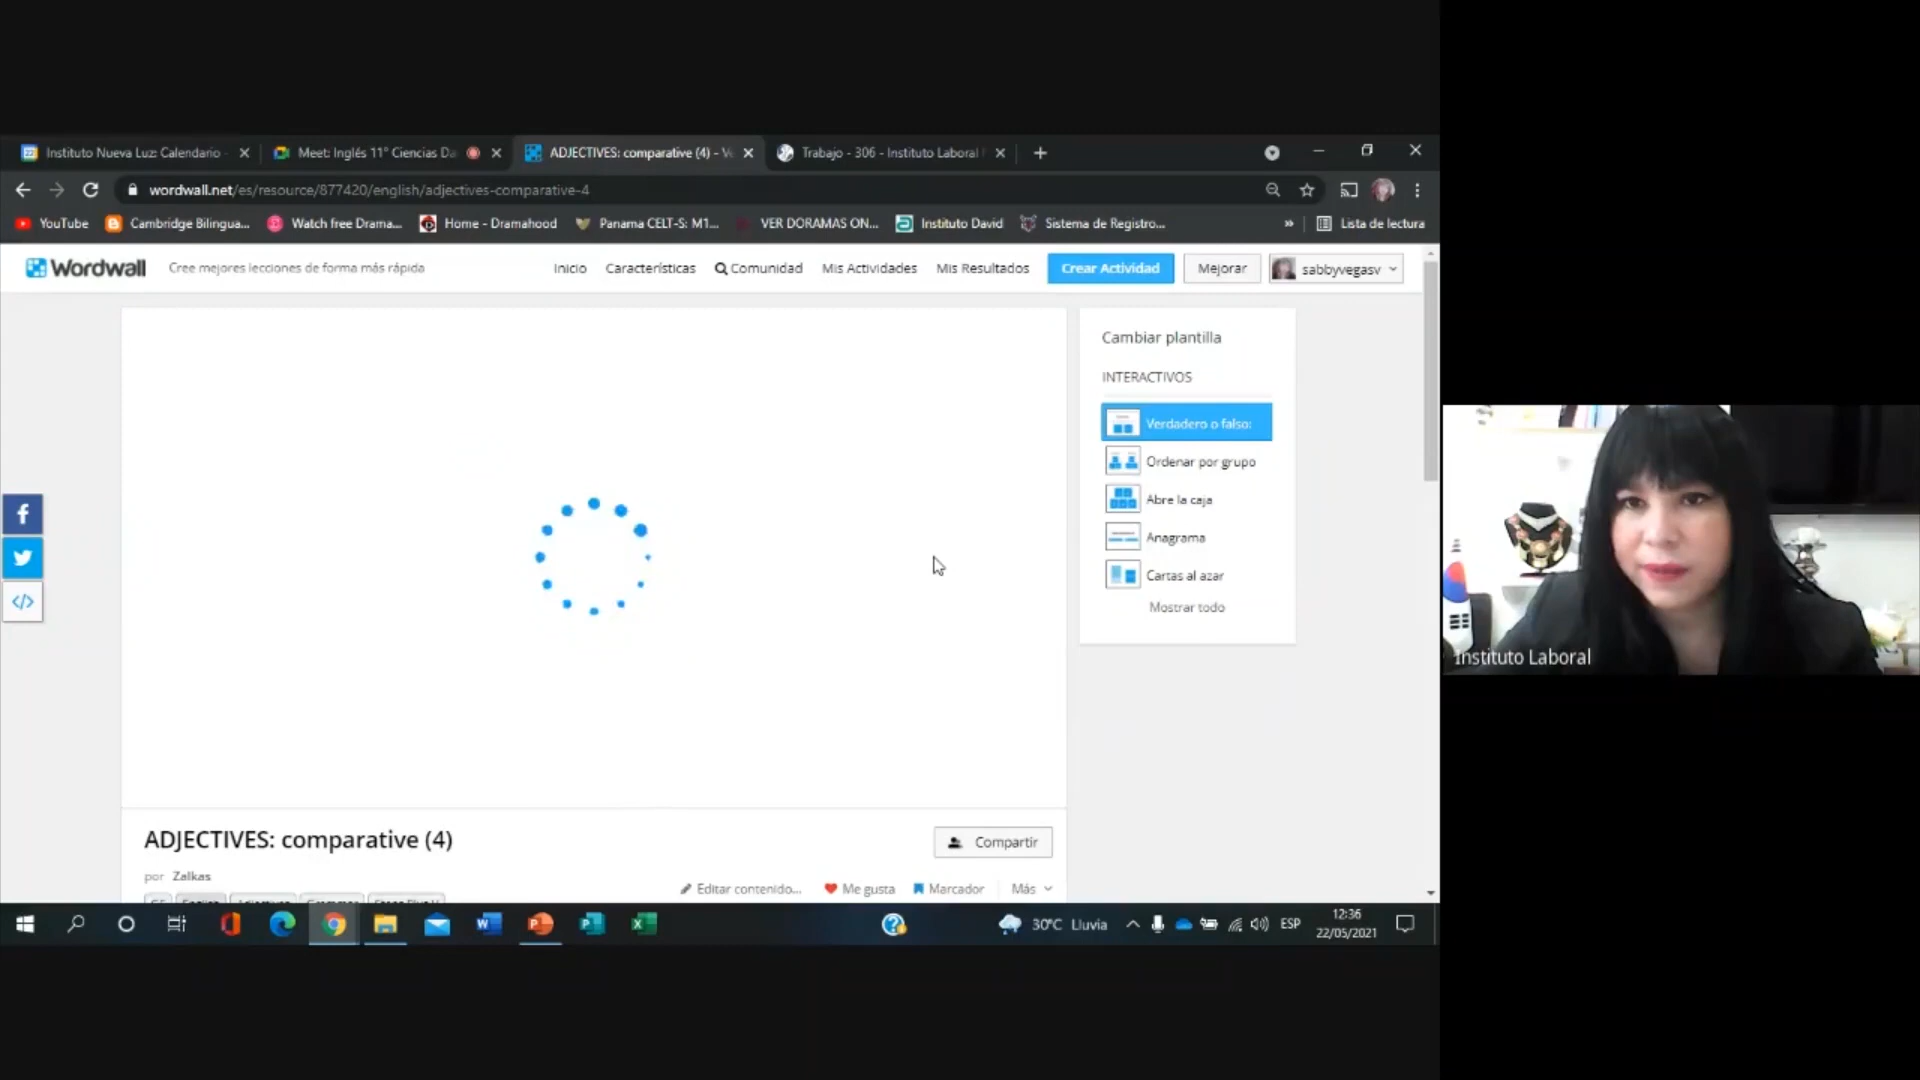 Instituto Nueva Luz: Calendario
Meet: Inglés 11° Ciencias Da
ADJECTIVES: comparative (4) - W
Trabajo - 306 - Instituto Laboral
wordwall.net/es/resource/877420/english/adjectives-comparative-4
YouTube
Cambridge Bilingua...
Watch free Drama...
Home - Dramahood
Panama CELT-S: M1...
VER DORAMAS ON...
Instituto David
Sistema de Registro...
»
Lista de lectura
Wordwall
Cree mejores lecciones de forma más rápida
Inicio
Características
Comunidad
Mis Actividades
Mis Resultados
Crear Actividad
Mejorar
sabbyvegasv
Cambiar plantilla
INTERACTIVOS
Verdadero o falso:
Ordenar por grupo
Abre la caja
Anagrama
Cartas al azar
Mostrar todo
Instituto Laboral
ADJECTIVES: comparative (4)
Compartir
por Zalkas
Editar contenido...
Me gusta
Marcador
Más
30°C Lluvia
ESP
12:36
22/05/2021